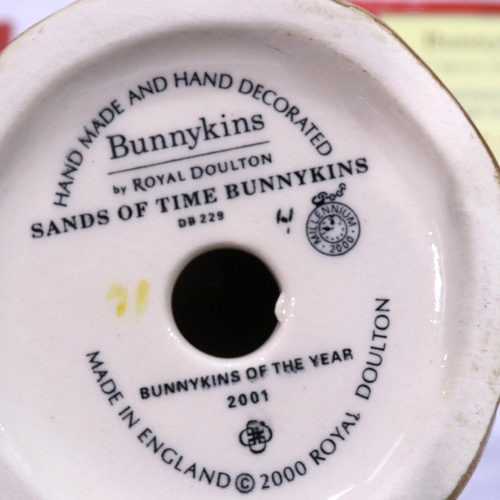 HAND MADE AND HAND DECORATED
Bunnykins
by ROYAL DOULTON
SANDS OF TIME BUNNYKINS
DB 229
MILLENNIUM
2000
BUNNYKINS OF THE YEAR
2001
MADE IN ENGLAND © 2000 ROYAL DOULTON